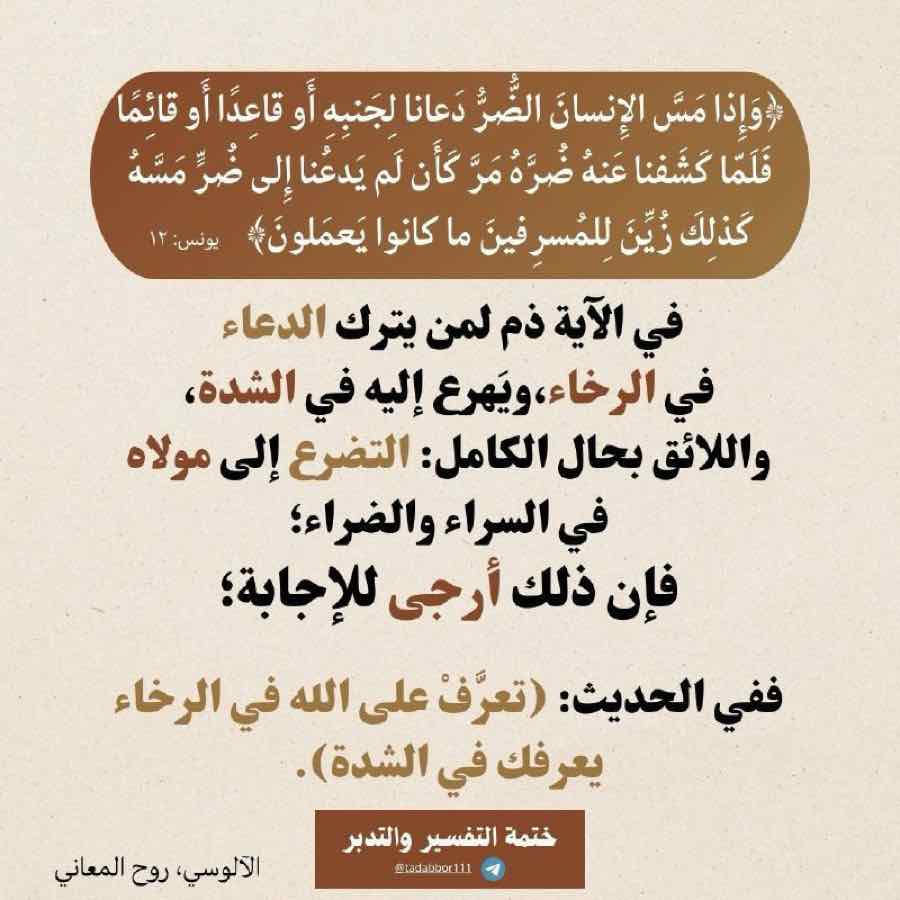 ﴿وَإِذا مَسَّ الإِنسانَ الضُّرُّ دَعانا لِجَنبِهِ أَو قاعِدًا أَو قائِمًا
فَلَمّا كَشَفنا عَنهُ ضُرَّهُ مَرَّ كَأَن لَم يَدعُنا إِلى ضُرٍّ مَسَّهُ
كَذلِكَ زُيِّنَ لِلمُسرِفينَ ما كانوا يَعمَلونَ﴾ يونس: ١٢
في الآية ذم لمن يترك الدعاء
في الرخاء،ويَهرع إليه في الشدة،
واللائق بحال الكامل: التضرع إلى مولاه
في السراء والضراء؛
فإن ذلك أرجى للإجابة؛
ففي الحديث: (تعرَّفْ على الله في الرخاء
يعرفك في الشدة).
ختمة التفسير والتدبر
@tadabbor111
الآلوسي، روح المعاني